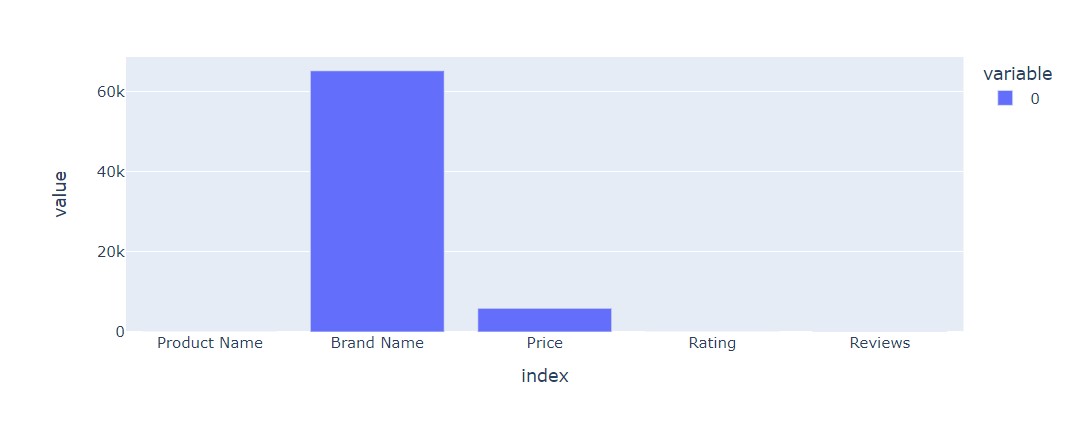 variable
0
60k
40k
20k
0
value
Product Name Brand Name Price Rating Reviews
index